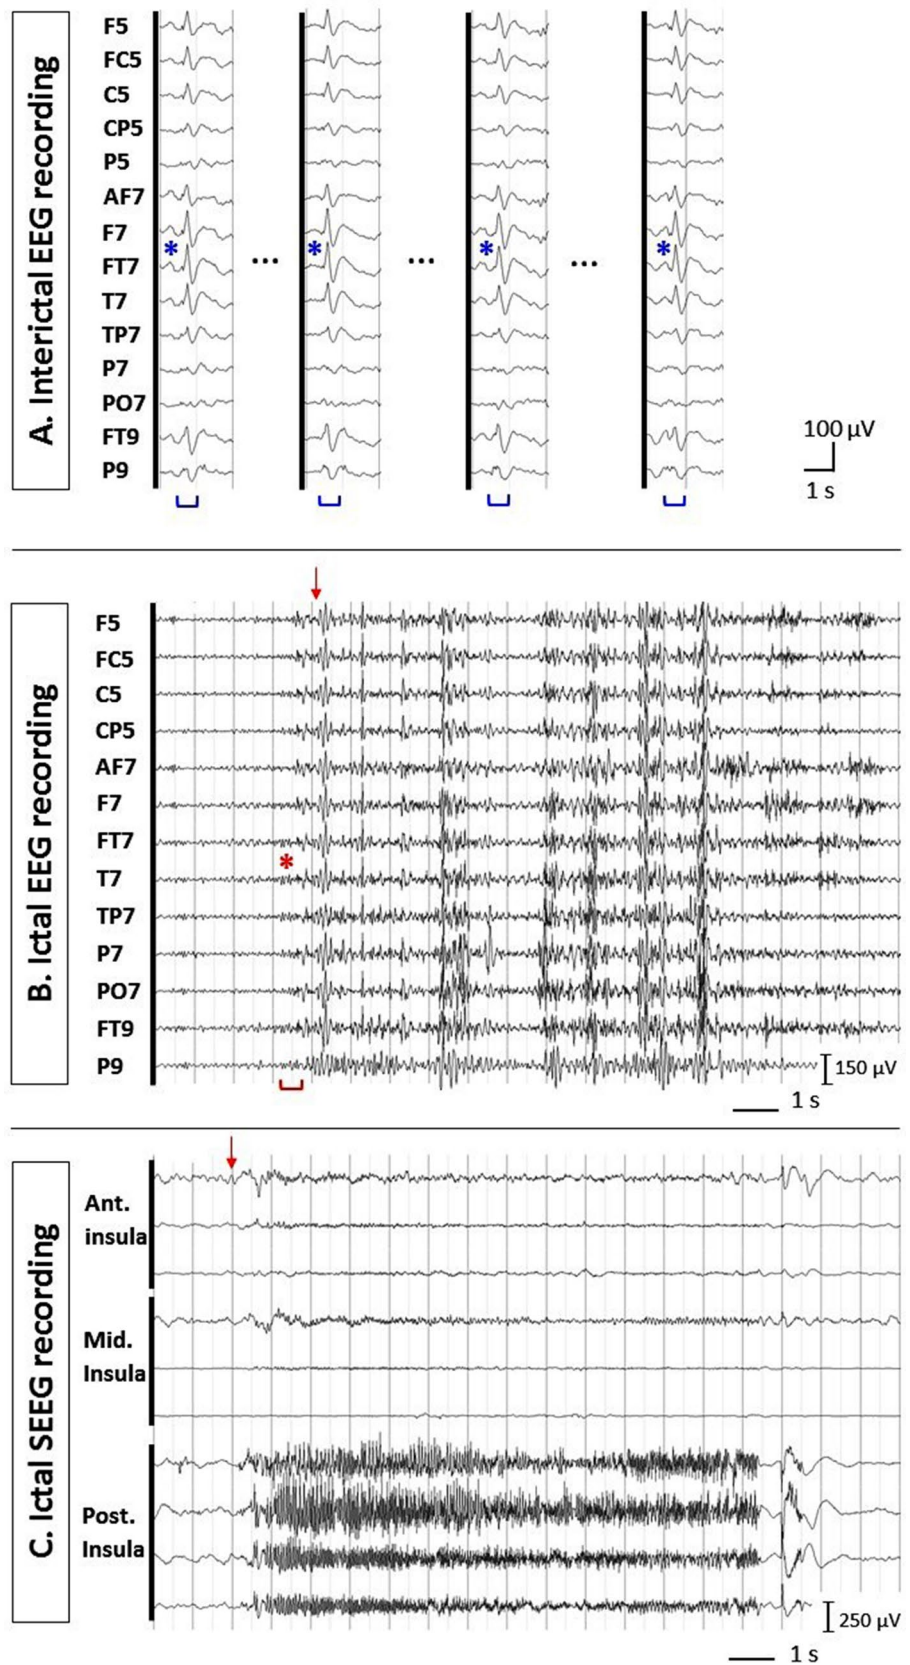 A. Interictal EEG recording
F5
FC5
C5
CP5
P5
AF7
F7
*
*
*
*
FT7
...
...
...
T7
TP7
P7
PO7
FT9
P9
100 µV
1 s
B. Ictal EEG recording
F5
FC5
C5
CP5
AF7
F7
FT7
*
T7
TP7
P7
PO7
FT9
P9
150 µV
1 s
C. Ictal SEEG recording
Ant.
insula
Mid.
Insula
Post.
Insula
250 µV
1 s